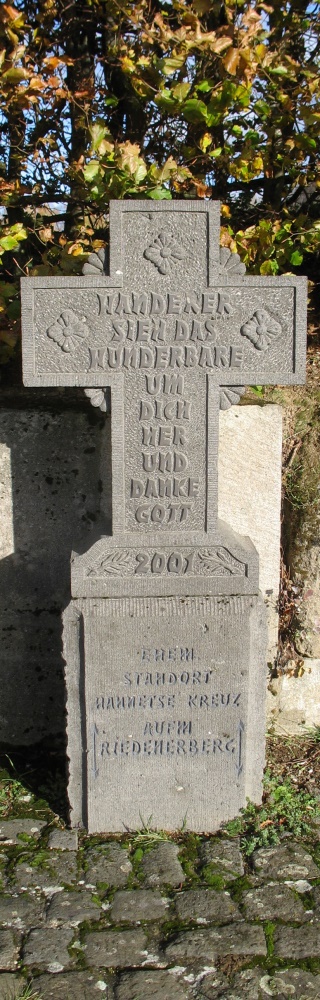 WANDERER
SIEH DAS
WUNDERBARE
UM
DICH
HER
UND
DANKE
GOTT
2001
EHEM.
STANDORT
HANNETSE KREUZ
AUFM
RIEDENERBERG